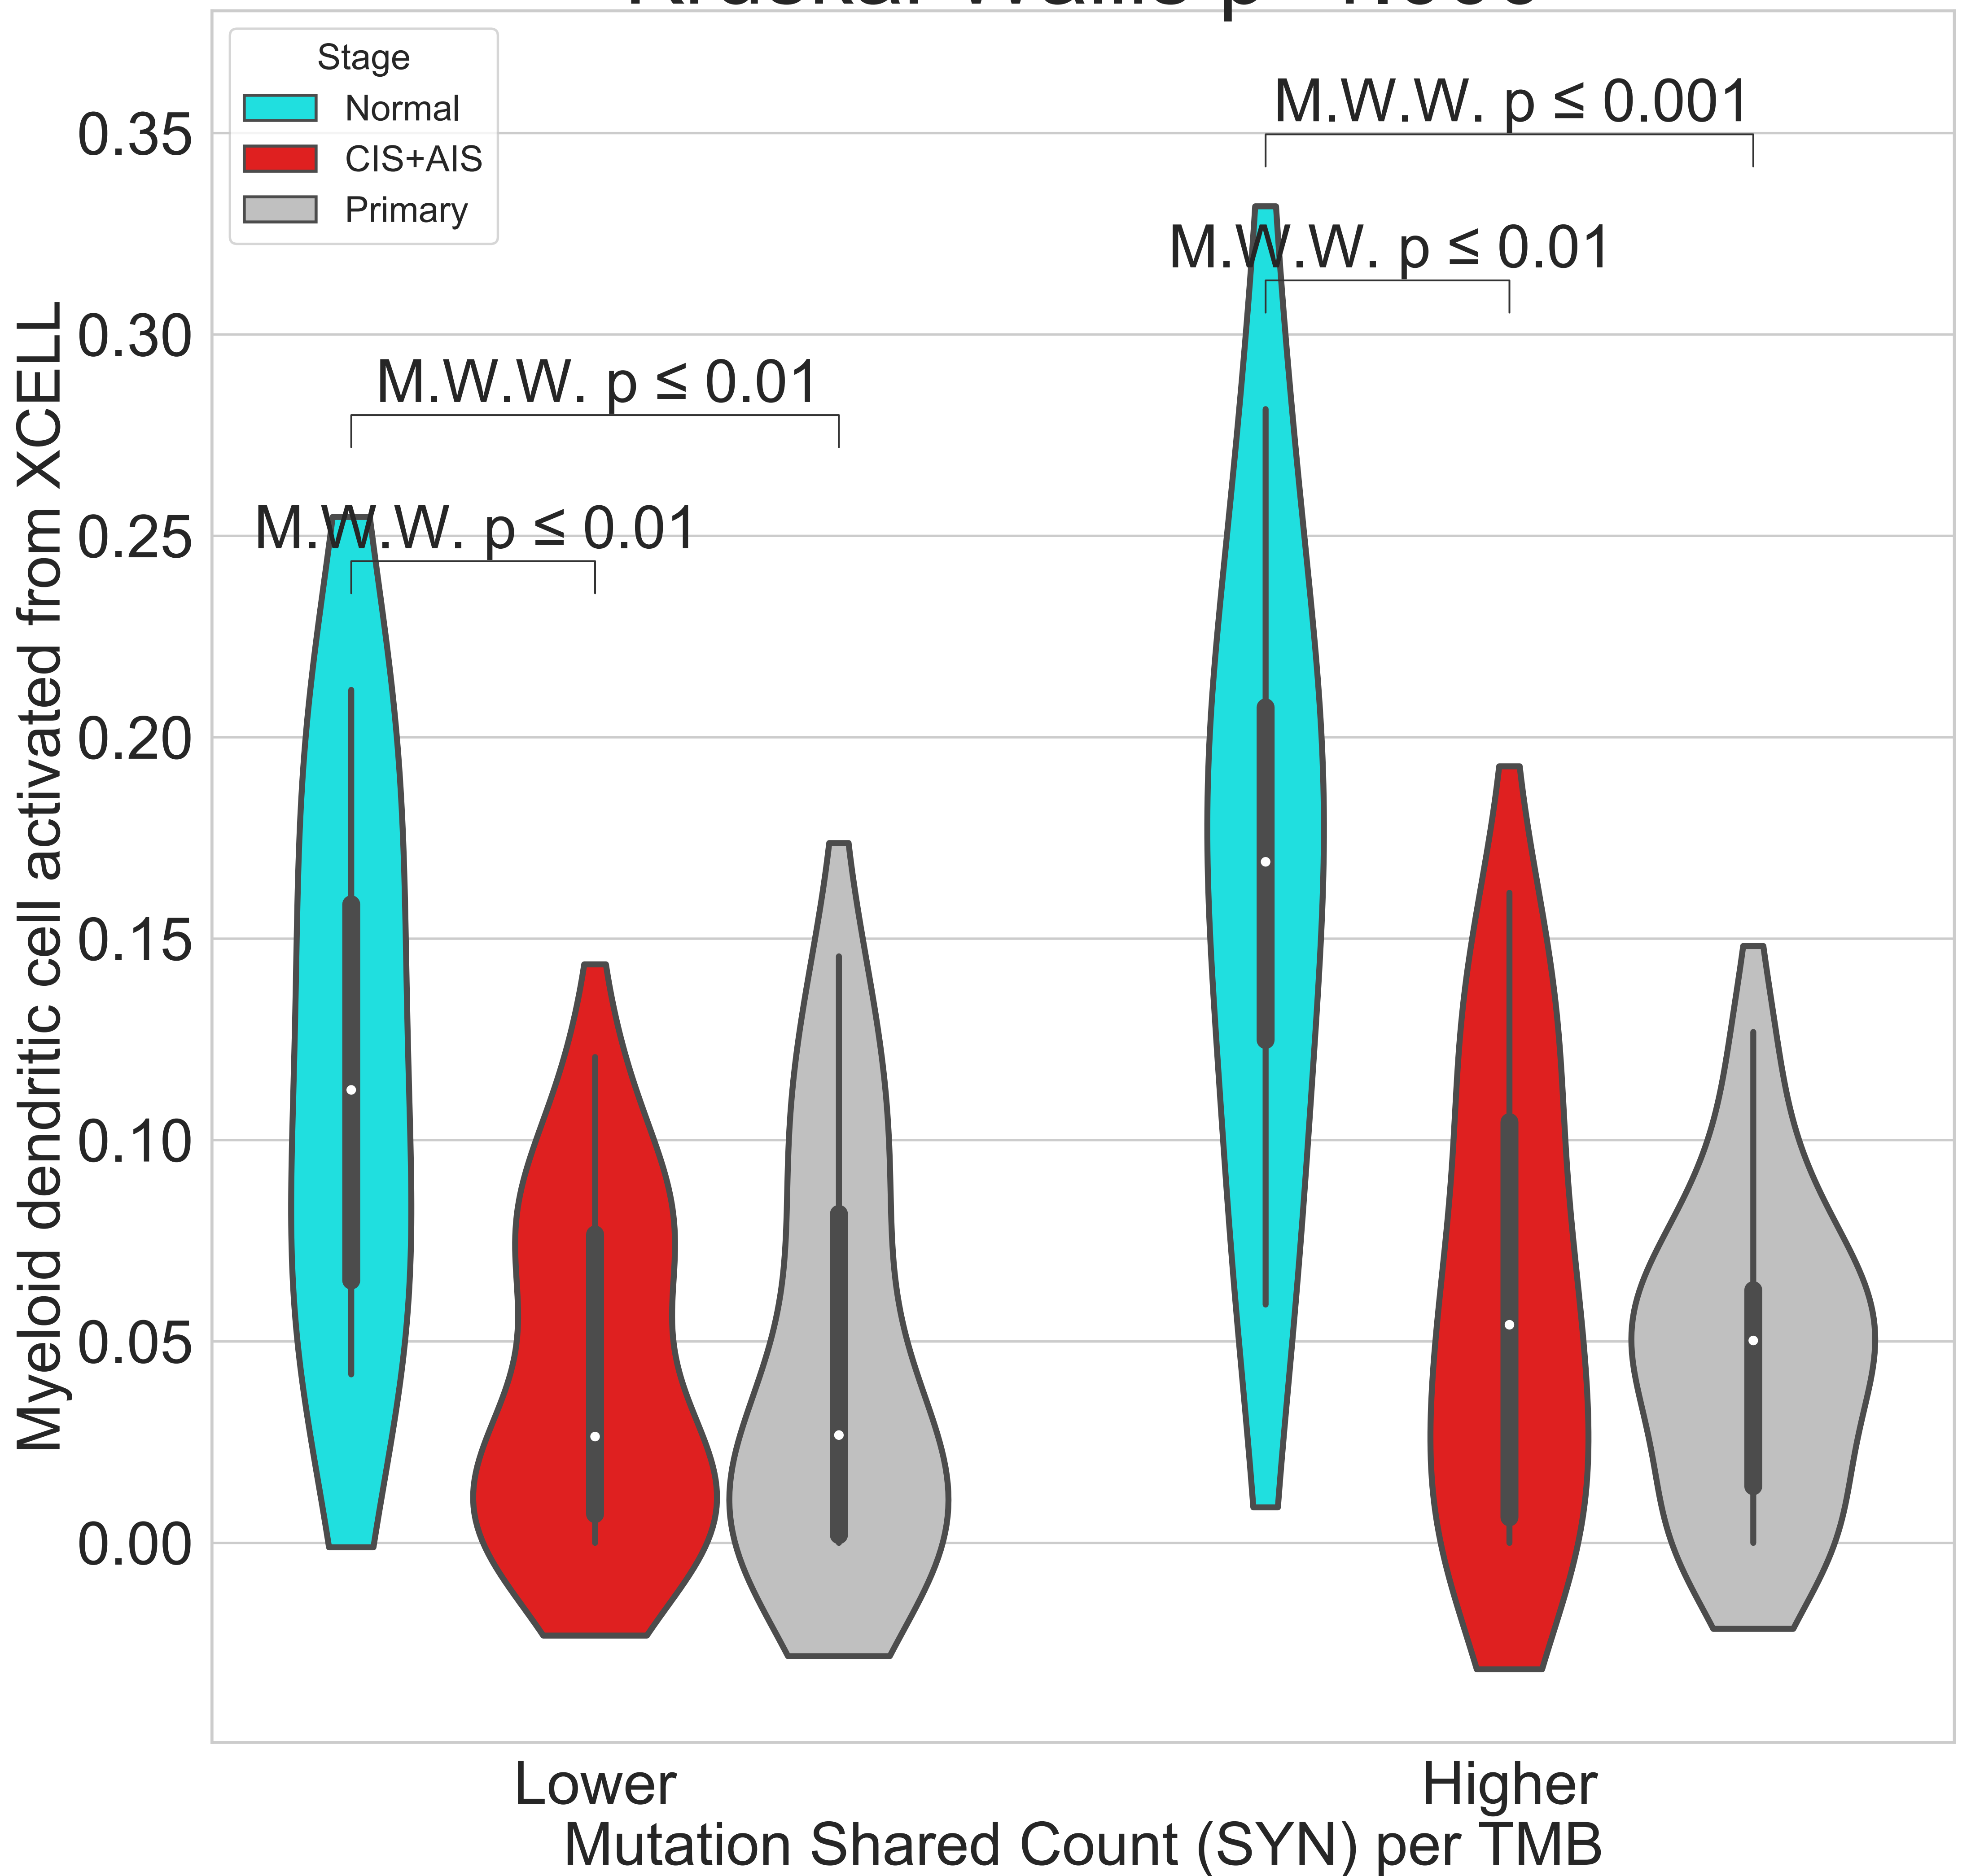 Stage
Normal
CIS+AIS
Primary
M.W.W. p ≤ 0.001
M.W.W. p ≤ 0.01
M.W.W. p ≤ 0.01
M.W.W. p ≤ 0.01
0.35
0.30
0.25
0.20
0.15
0.10
0.05
0.00
Myeloid dendritic cell activated from XCELL
Lower
Higher
Mutation Shared Count (SYN) per TMB